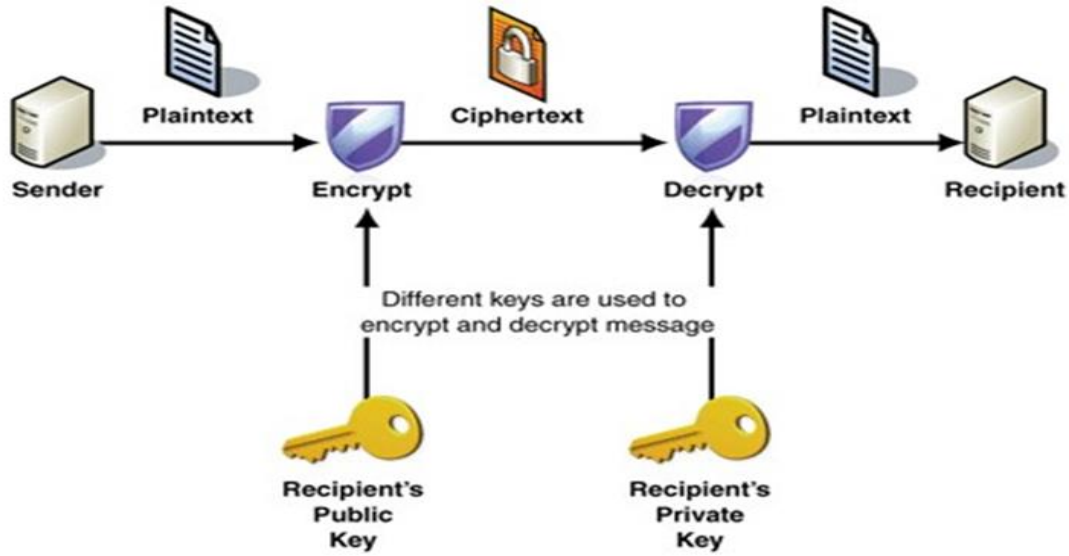 Plaintext
Ciphertext
Plaintext
Sender
Encrypt
Decrypt
Recipient
Different keys are used to
encrypt and decrypt message
Recipient's
Public
Key
Recipient's
Private
Key